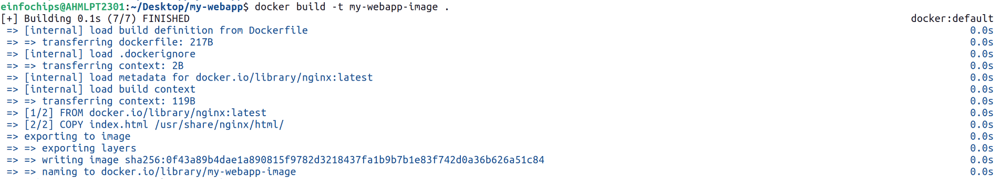 einfochips@AHMLPT2301:~/Desktop/my-webapp$ docker build -t my-webapp-image .
[+] Building 0.1s (7/7) FINISHED docker:default
=> [internal] load build definition from Dockerfile 0.0s
=> => transferring dockerfile: 217B 0.0s
=> [internal] load .dockerignore 0.0s
=> => transferring context: 2B 0.0s
=> [internal] load metadata for docker.io/library/nginx:latest 0.0s
=> [internal] load build context 0.0s
=> => transferring context: 119B 0.0s
=> [1/2] FROM docker.io/library/nginx:latest 0.0s
=> [2/2] COPY index.html /usr/share/nginx/html/ 0.0s
=> exporting to image 0.0s
=> => exporting layers 0.0s
=> => writing image sha256:0f43a89b4dae1a890815f9782d3218437fa1b9b7b1e83f742d0a36b626a51c84 0.0s
=> => naming to docker.io/library/my-webapp-image 0.0s